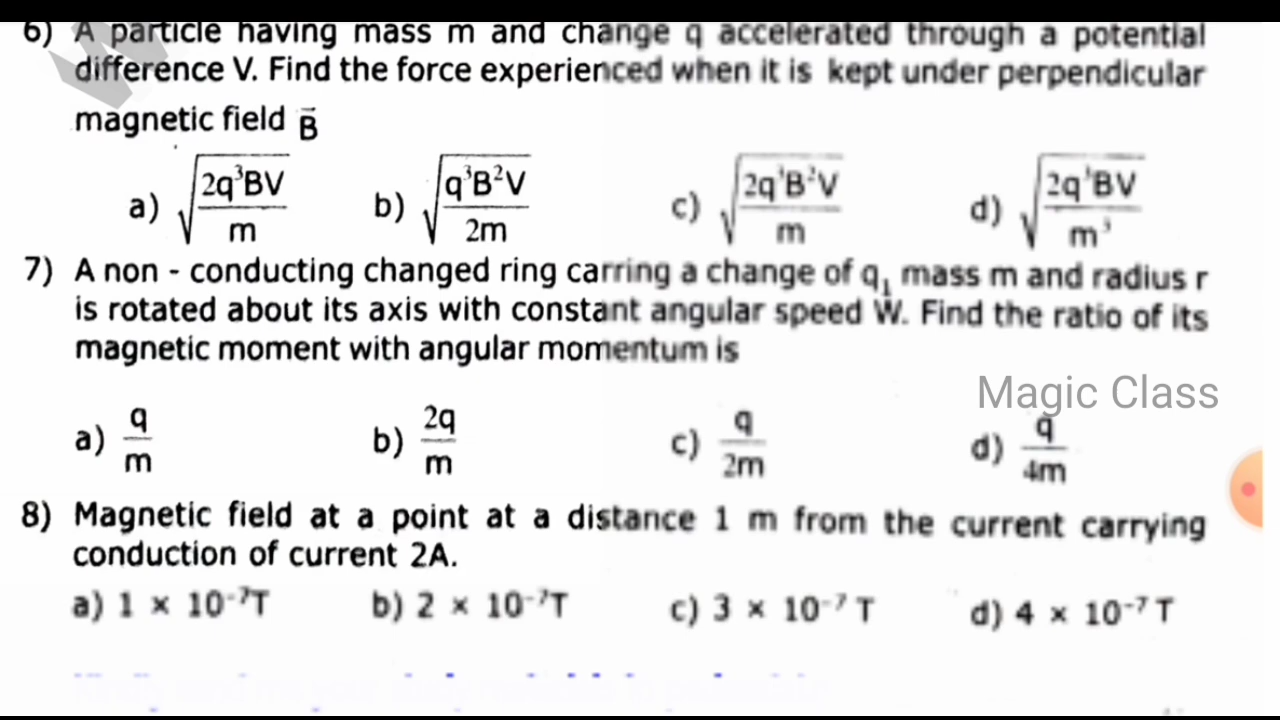 6) A particle having mass m and change q accelerated through a potential
difference V. Find the force experienced when it is kept under perpendicular
magnetic field B⃗
a) √(2q³BV/m) b) √(q³B²V/2m) c) √(2q³B²V/m) d) √(2q³BV/m³)
7) A non - conducting changed ring carring a change of q₁ mass m and radius r
is rotated about its axis with constant angular speed W. Find the ratio of its
magnetic moment with angular momentum is
Magic Class
a) q/m b) 2q/m c) q/2m d) q/4m
8) Magnetic field at a point at a distance 1 m from the current carrying
conduction of current 2A.
a) 1 × 10⁻⁷T b) 2 × 10⁻⁷T c) 3 × 10⁻⁷ T d) 4 × 10⁻⁷ T